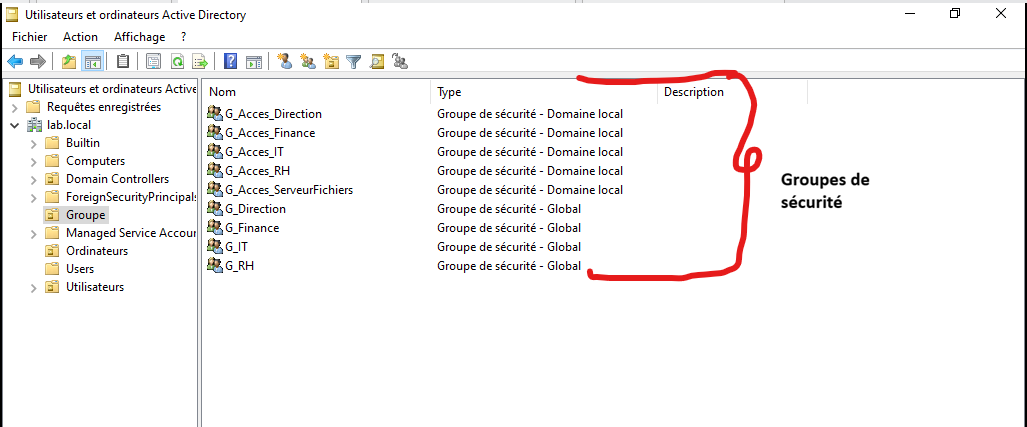 Utilisateurs et ordinateurs Active Directory
Fichier Action Affichage ?
Utilisateurs et ordinateurs Active
Requêtes enregistrées
lab.local
Builtin
Computers
Domain Controllers
ForeignSecurityPrincipals
Groupe
Managed Service Accour
Ordinateurs
Users
Utilisateurs
Nom Type Description
G_Acces_Direction Groupe de sécurité - Domaine local
G_Acces_Finance Groupe de sécurité - Domaine local
G_Acces_IT Groupe de sécurité - Domaine local
G_Acces_RH Groupe de sécurité - Domaine local
G_Acces_ServeurFichiers Groupe de sécurité - Domaine local
G_Direction Groupe de sécurité - Global
G_Finance Groupe de sécurité - Global
G_IT Groupe de sécurité - Global
G_RH Groupe de sécurité - Global
Groupes de
sécurité